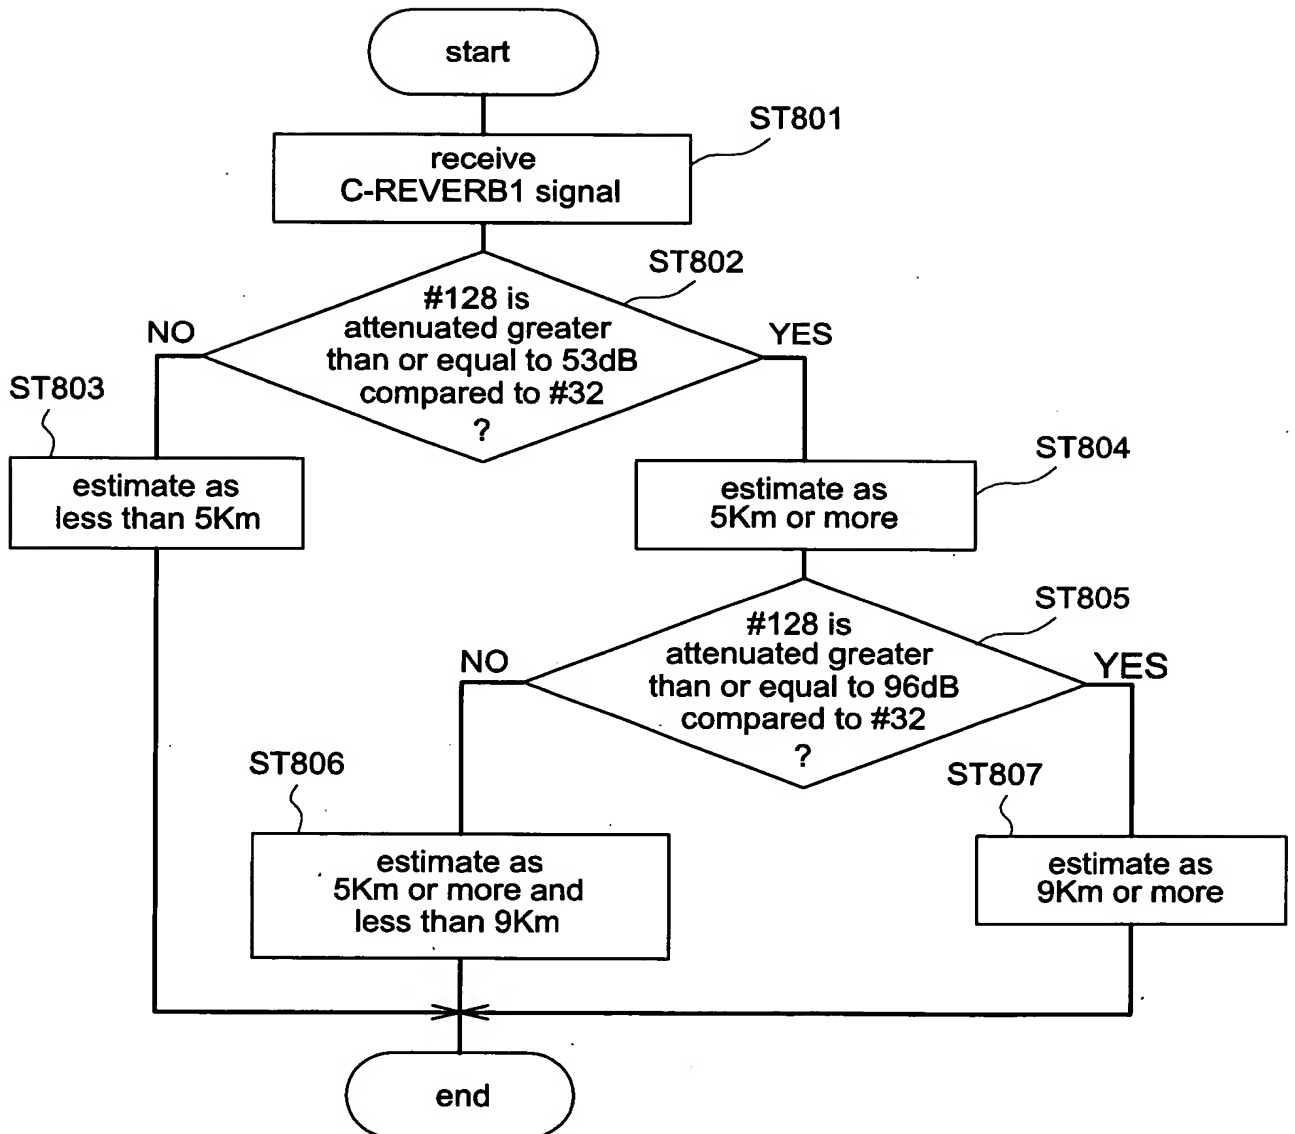 start
ST801
receive
C-REVERB1 signal
ST802
#128 is
attenuated greater
than or equal to 53dB
compared to #32
?
NO
YES
ST803
estimate as
less than 5Km
ST804
estimate as
5Km or more
ST805
#128 is
attenuated greater
than or equal to 96dB
compared to #32
?
NO
YES
ST806
estimate as
5Km or more and
less than 9Km
ST807
estimate as
9Km or more
end